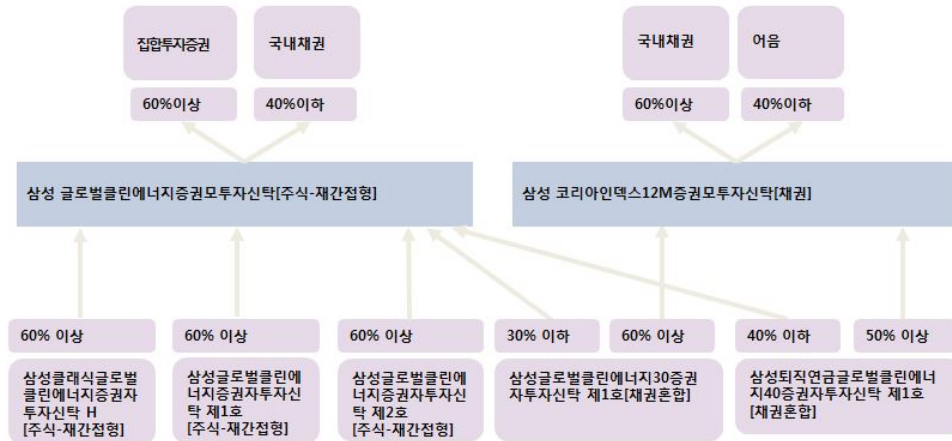 집합투자증권
국내채권
국내채권
어음
60%이상
40%이하
60%이상
40%이하
삼성 글로벌클린에너지증권모투자신탁[주식-재간접형]
삼성 코리아인덱스12M증권모투자신탁[채권]
60% 이상
60% 이상
60% 이상
30% 이하
60% 이상
40% 이하
50% 이상
삼성클래식글로벌
클린에너지증권자
투자신탁 H
[주식-재간접형]
삼성글로벌클린에
너지증권자투자신
탁 제1호
[주식-재간접형]
삼성글로벌클린에
너지증권자투자신
탁 제2호
[주식-재간접형]
삼성글로벌클린에너지30증권
자투자신탁 제1호[채권혼합]
삼성퇴직연금글로벌클린에너
지40증권자투자신탁 제1호
[채권혼합]